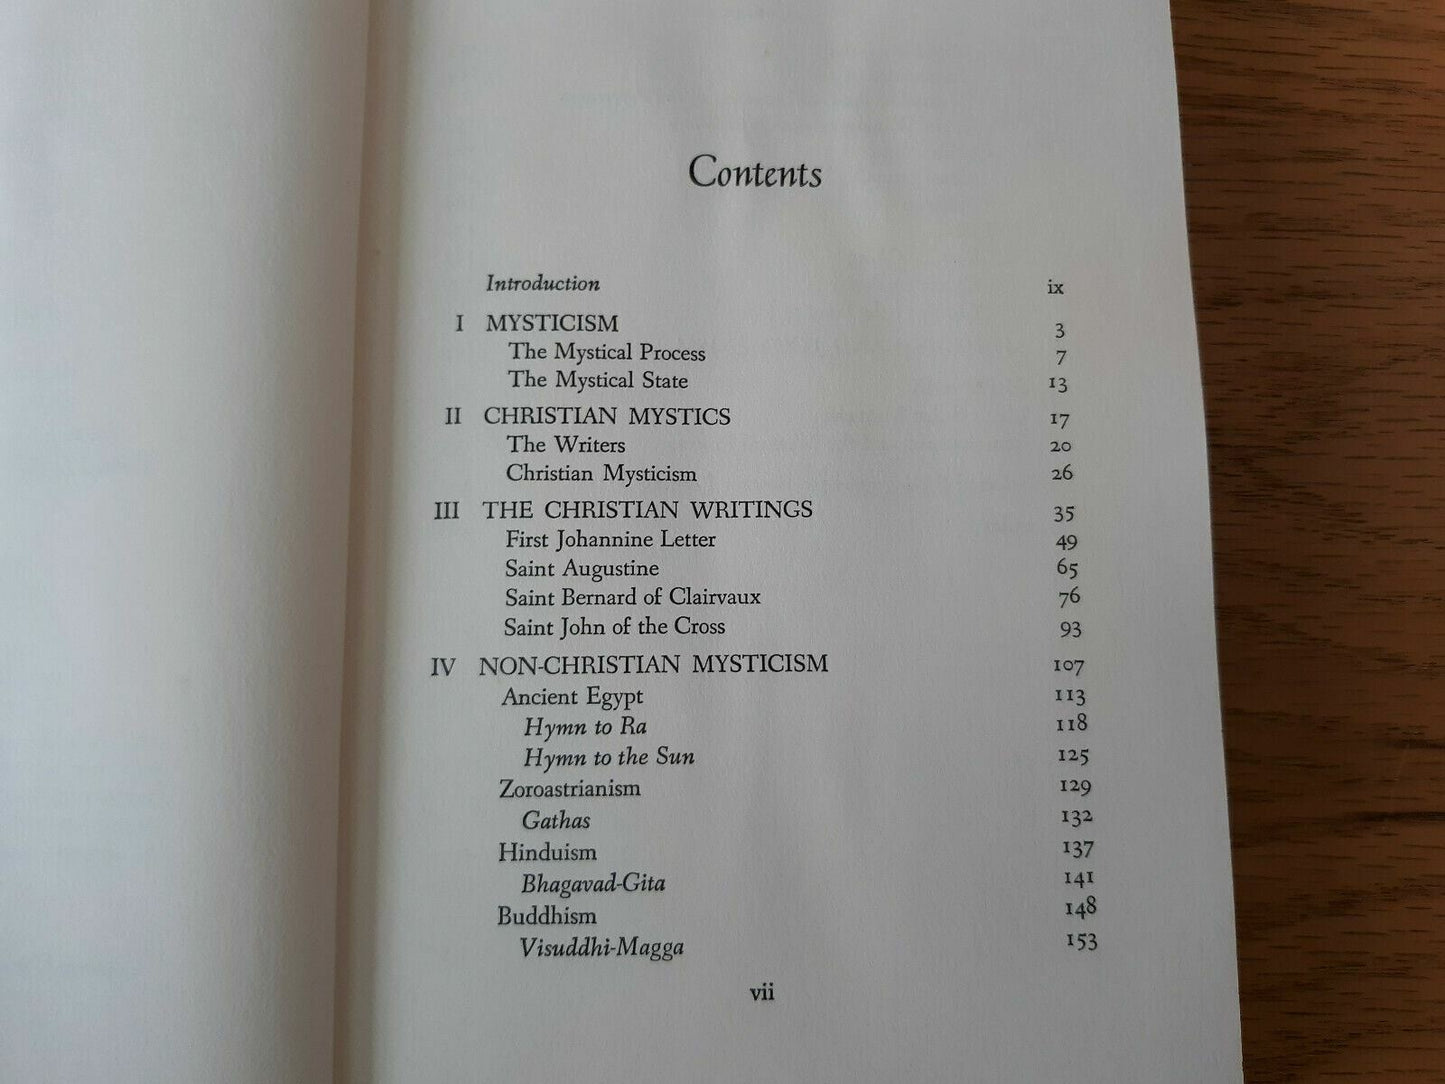 Contents
Introduction ix
I MYSTICISM 3
The Mystical Process 7
The Mystical State 13
II CHRISTIAN MYSTICS 17
The Writers 20
Christian Mysticism 26
III THE CHRISTIAN WRITINGS 35
First Johannine Letter 49
Saint Augustine 65
Saint Bernard of Clairvaux 76
Saint John of the Cross 93
IV NON-CHRISTIAN MYSTICISM 107
Ancient Egypt 113
Hymn to Ra 118
Hymn to the Sun 125
Zoroastrianism 129
Gathas 132
Hinduism 137
Bhagavad-Gita 141
Buddhism 148
Visuddhi-Magga 153
vii